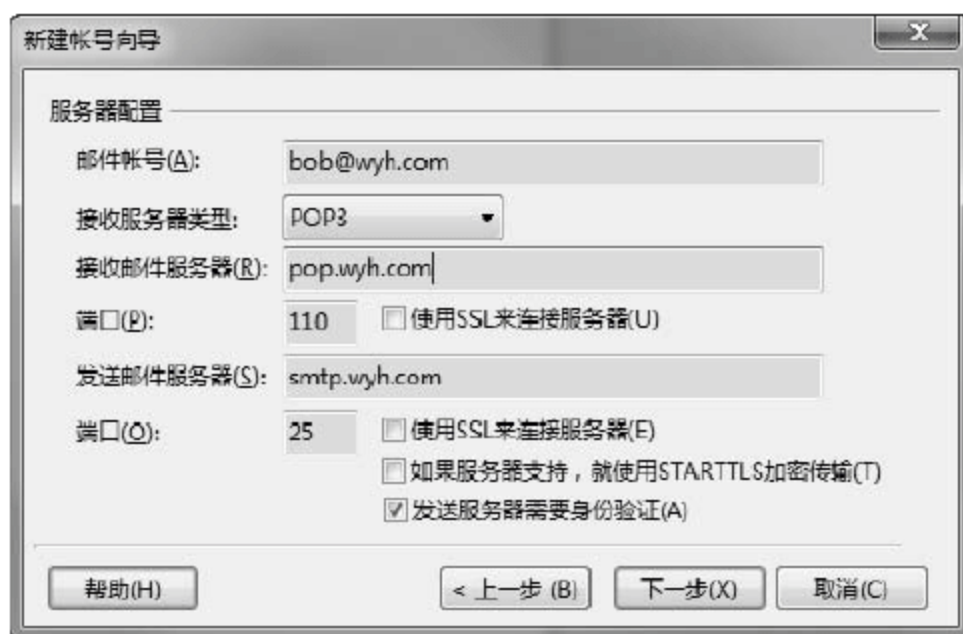 新建帐号向导
服务器配置
邮件帐号(A): bob@wyh.com
接收服务器类型: POP3
接收邮件服务器(R): pop.wyh.com
端口(P): 110 使用SSL来连接服务器(U)
发送邮件服务器(S): smtp.wyh.com
端口(O): 25 使用SSL来连接服务器(E)
如果服务器支持，就使用STARTTLS加密传输(T)
发送服务器需要身份验证(A)
帮助(H) < 上一步 (B) 下一步(X) 取消(C)